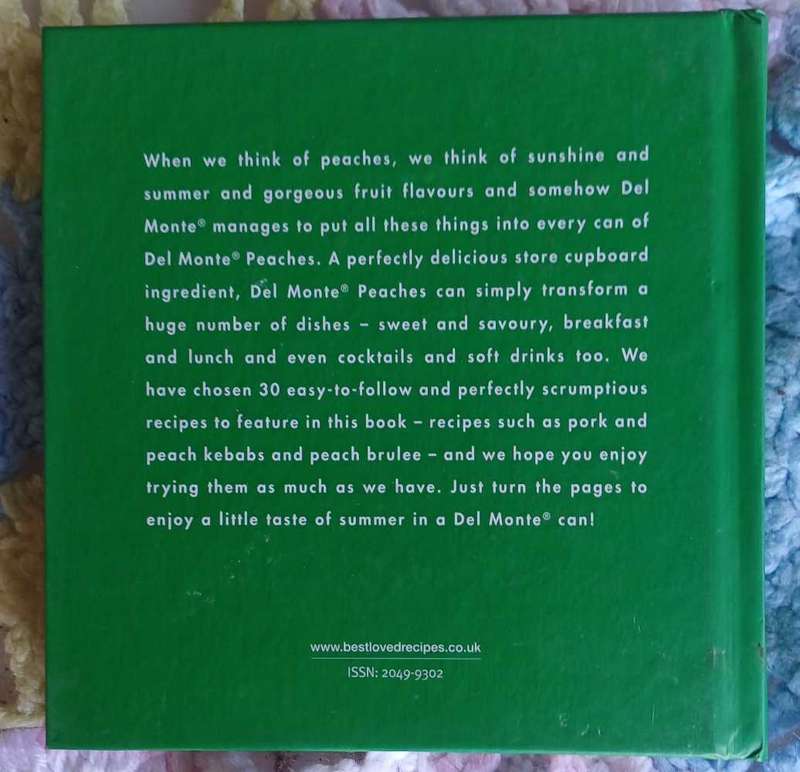 When we think of peaches, we think of sunshine and
summer and gorgeous fruit flavours and somehow Del
Monte® manages to put all these things into every can of
Del Monte® Peaches. A perfectly delicious store cupboard
ingredient, Del Monte® Peaches can simply transform a
huge number of dishes – sweet and savoury, breakfast
and lunch and even cocktails and soft drinks too. We
have chosen 30 easy-to-follow and perfectly scrumptious
recipes to feature in this book – recipes such as pork and
peach kebabs and peach brulee – and we hope you enjoy
trying them as much as we have. Just turn the pages to
enjoy a little taste of summer in a Del Monte® can!
www.bestlovedrecipes.co.uk
ISSN: 2049-9302